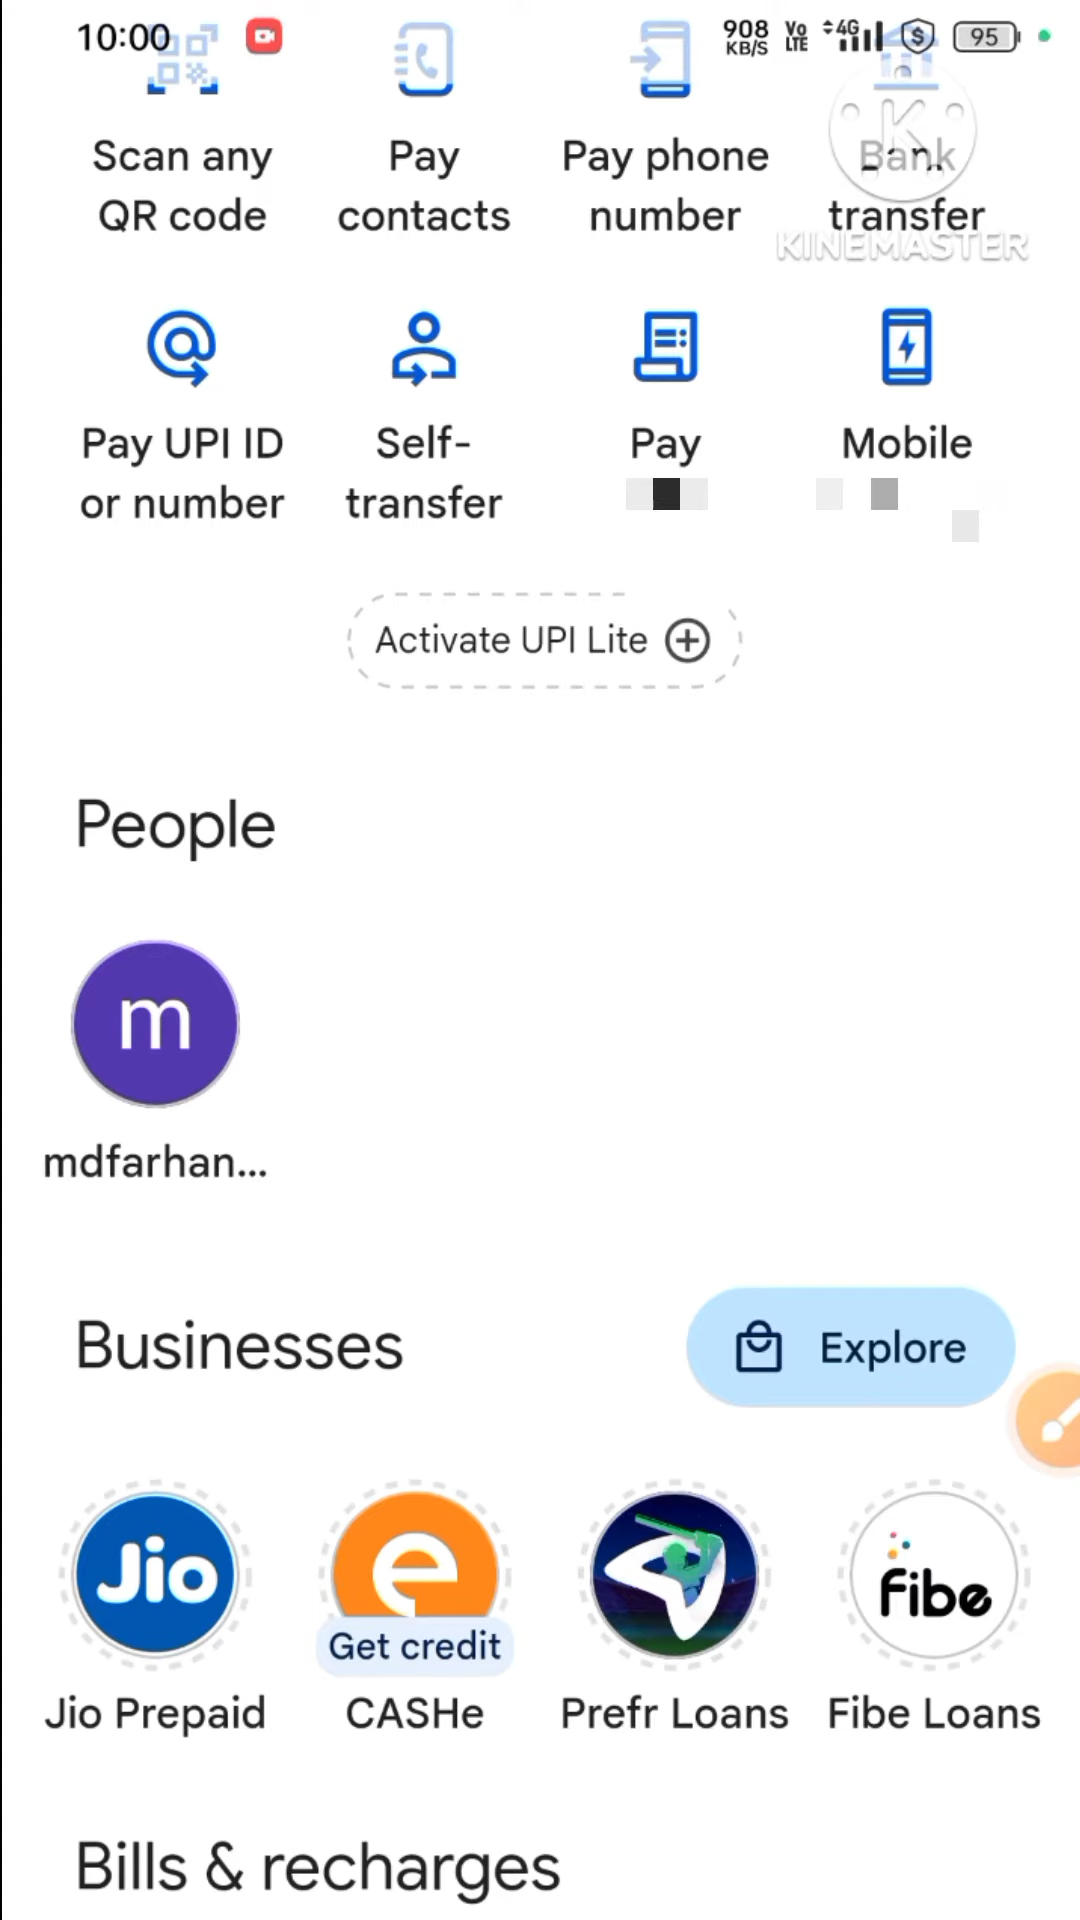 10:00
908
KB/S
Vo
LTE
4G
95
Scan any
QR code
Pay
contacts
Pay phone
number
Bank
transfer
KINEMASTER
Pay UPI ID
or number
Self-
transfer
Pay
Mobile
Activate UPI Lite
People
m
mdfarhan...
Businesses
Explore
Jio
e
Get credit
fibe
Jio Prepaid
CASHe
Prefr Loans
Fibe Loans
Bills & recharges